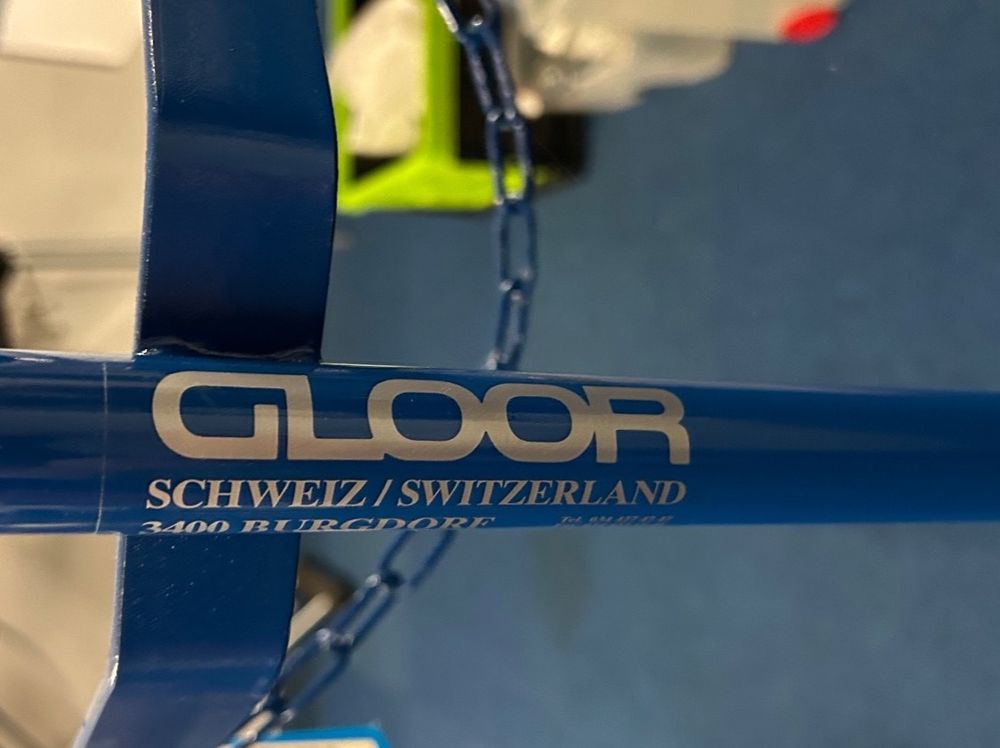 GLOOR
SCHWEIZ / SWITZERLAND
3400 BURGDORF